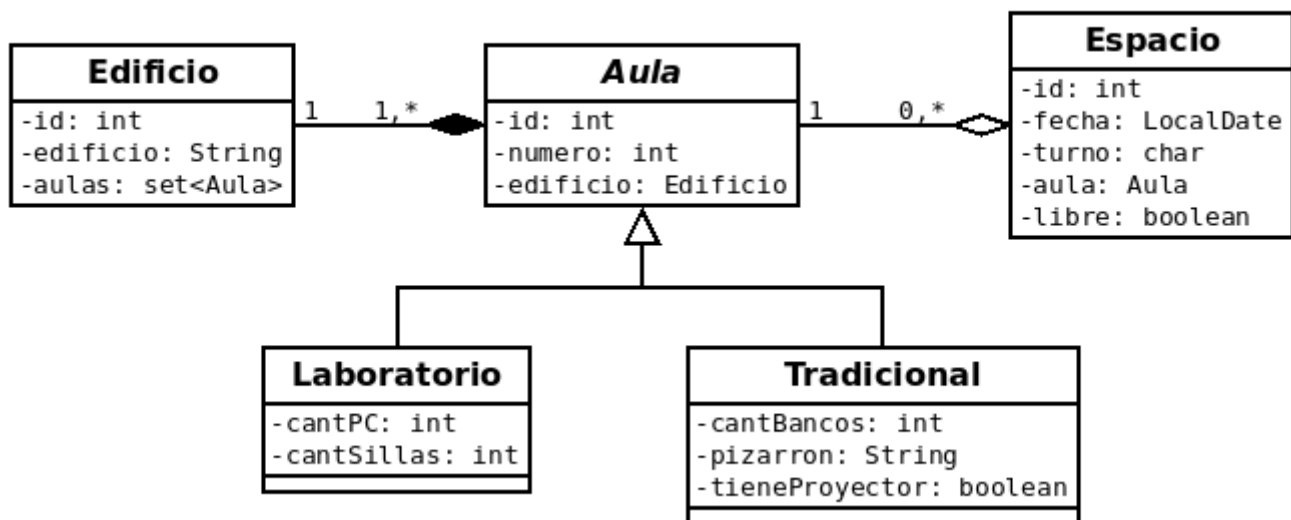 Edificio
-id: int
-edificio: String
-aulas: set<Aula>
1
1,*
Aula
-id: int
-numero: int
-edificio: Edificio
1
0,*
Espacio
-id: int
-fecha: LocalDate
-turno: char
-aula: Aula
-libre: boolean
Laboratorio
-cantPC: int
-cantSillas: int
Tradicional
-cantBancos: int
-pizarron: String
-tieneProyector: boolean